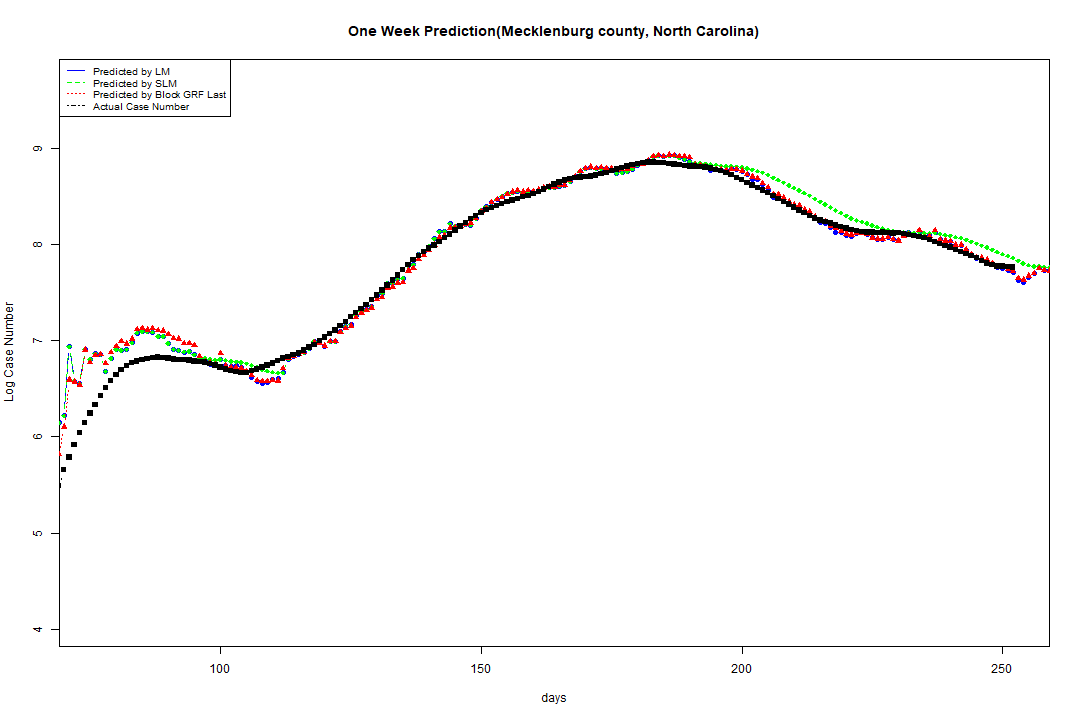 One Week Prediction(Mecklenburg county, North Carolina)
Predicted by LM
Predicted by SLM
Predicted by Block GRF Last
Actual Case Number
9
8
7
6
5
4
Log Case Number
100 150 200 250
days